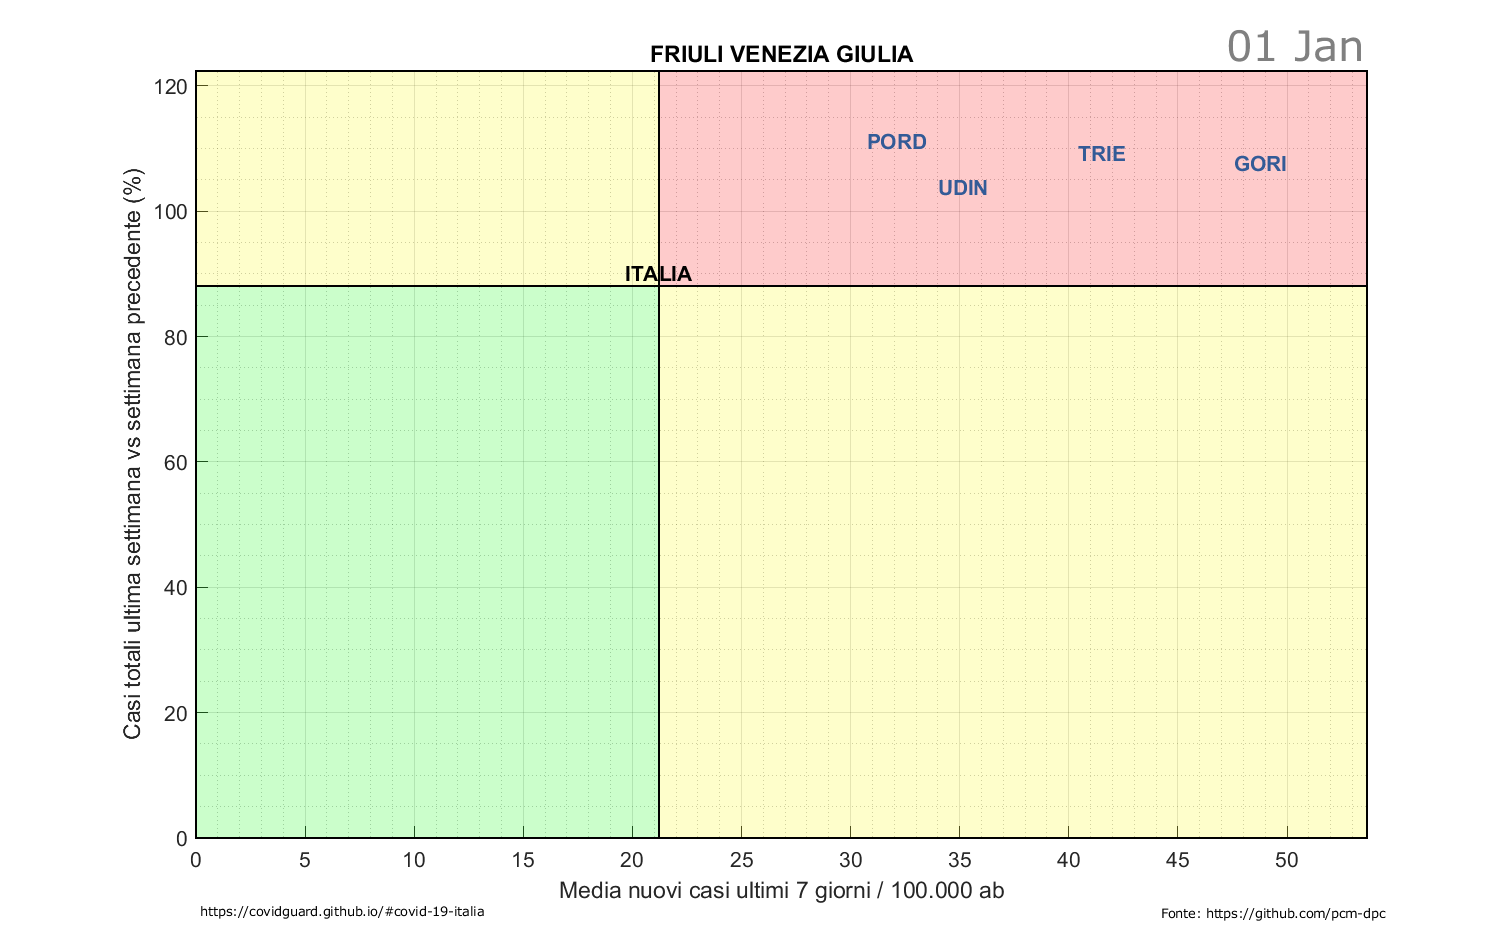 FRIULI VENEZIA GIULIA
01 Jan
Casi totali ultima settimana vs settimana precedente (%)
120
100
80
60
40
20
0
PORD
TRIE
GORI
UDIN
ITALIA
0 5 10 15 20 25 30 35 40 45 50
Media nuovi casi ultimi 7 giorni / 100.000 ab
https://covidguard.github.io/#covid-19-italia
Fonte: https://github.com/pcm-dpc